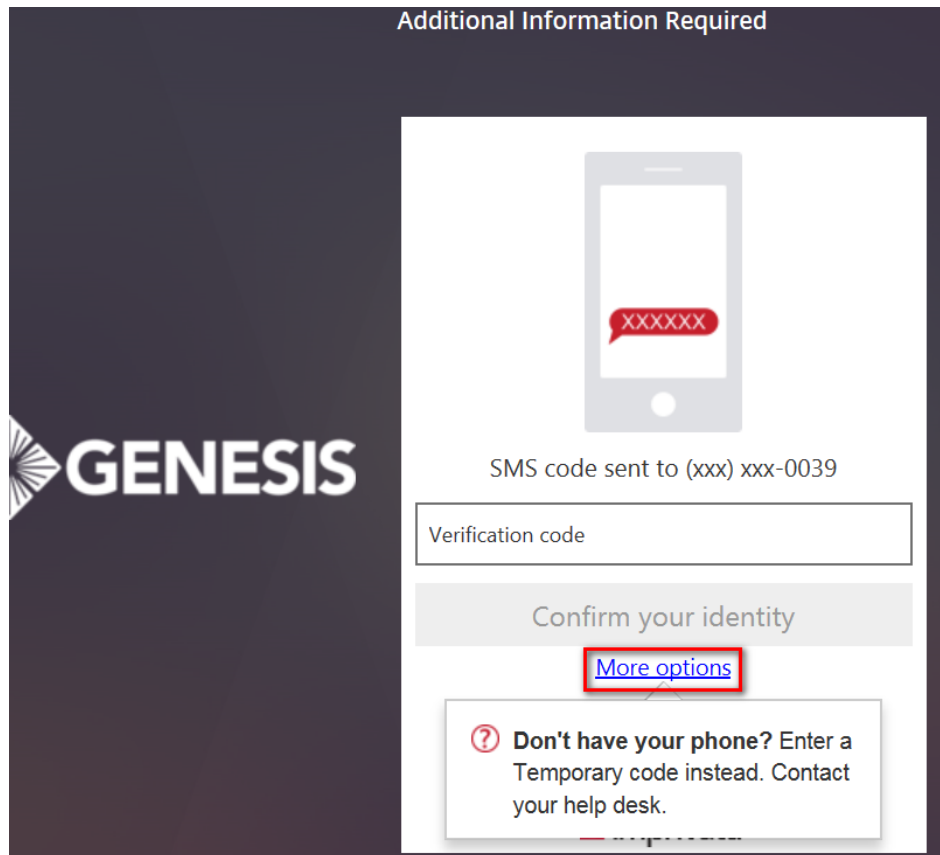 Additional Information Required
XXXXXX
GENESIS
SMS code sent to (xxx) xxx-0039
Verification code
Confirm your identity
More options
Don't have your phone? Enter a
Temporary code instead. Contact
your help desk.